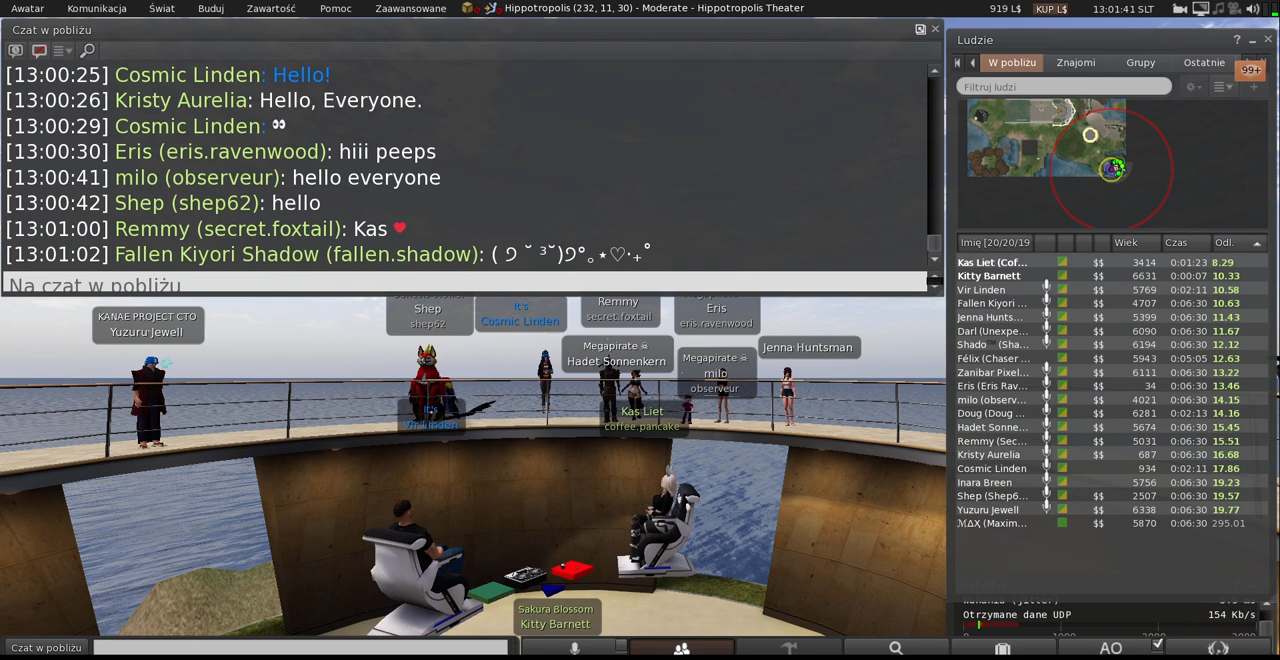 Awatar Komunikacja Świat Buduj Zawartość Pomoc Zaawansowane Hippotropolis (232, 11, 30) - Moderate - Hippotropolis Theater 919 L$ KUP L$ 13:01:41 SLT
Czat w pobliżu
[13:00:25] Cosmic Linden: Hello!
[13:00:26] Kristy Aurelia: Hello, Everyone.
[13:00:29] Cosmic Linden: 👀
[13:00:30] Eris (eris.ravenwood): hiii peeps
[13:00:41] milo (observeur): hello everyone
[13:00:42] Shep (shep62): hello
[13:01:00] Remmy (secret.foxtail): Kas ♥
[13:01:02] Fallen Kiyori Shadow (fallen.shadow): ( ੭ ˘ ³˘)੭°｡⋆♡‧₊˚
Na czat w pobliżu
KANAE PROJECT CTO
Yuzuru Jewell
Shep
shep62
It's
Cosmic Linden
Remmy
secret.foxtail
Eris
eris.ravenwood
Megapirate ☠
Hadet Sonnenkern
Megapirate ☠
milo
observeur
Jenna Huntsman
It's
Vir Linden
Kas Liet
coffee.pancake
Sakura Blossom
Kitty Barnett
Czat w pobliżu
AO
Ludzie
W pobliżu Znajomi Grupy Ostatnie
99+
Filtruj ludzi
Imię [20/20/19 Wiek Czas Odl.
Kas Liet (Cof... $$ 3414 0:01:23 8.29
Kitty Barnett $$ 6631 0:00:07 10.33
Vir Linden $$ 5769 0:02:11 10.58
Fallen Kiyori ... $$ 4707 0:06:30 10.63
Jenna Hunts... $$ 5399 0:06:30 11.43
Darl (Unexpe... $$ 6090 0:06:30 11.67
Shado™ (Sha... $$ 6194 0:06:30 12.12
Félix (Chaser ... $$ 5943 0:05:05 12.63
Zanibar Pixel... $$ 6111 0:06:30 13.22
Eris (Eris Rav... $$ 34 0:06:30 13.46
milo (observ... $$ 4021 0:06:30 14.15
Doug (Doug ... $$ 6281 0:02:13 14.16
Hadet Sonne... $$ 5674 0:06:30 15.45
Remmy (Sec... $$ 5031 0:06:30 15.51
Kristy Aurelia $$ 687 0:06:30 16.68
Cosmic Linden 934 0:02:11 17.86
Inara Breen 5756 0:06:30 19.23
Shep (Shep6... $$ 2507 0:06:30 19.57
Yuzuru Jewell $$ 6338 0:06:30 19.77
ℳΔχ (Maxim... $$ 5870 0:06:30 295.01
Otrzymane dane UDP 154 Kb/s